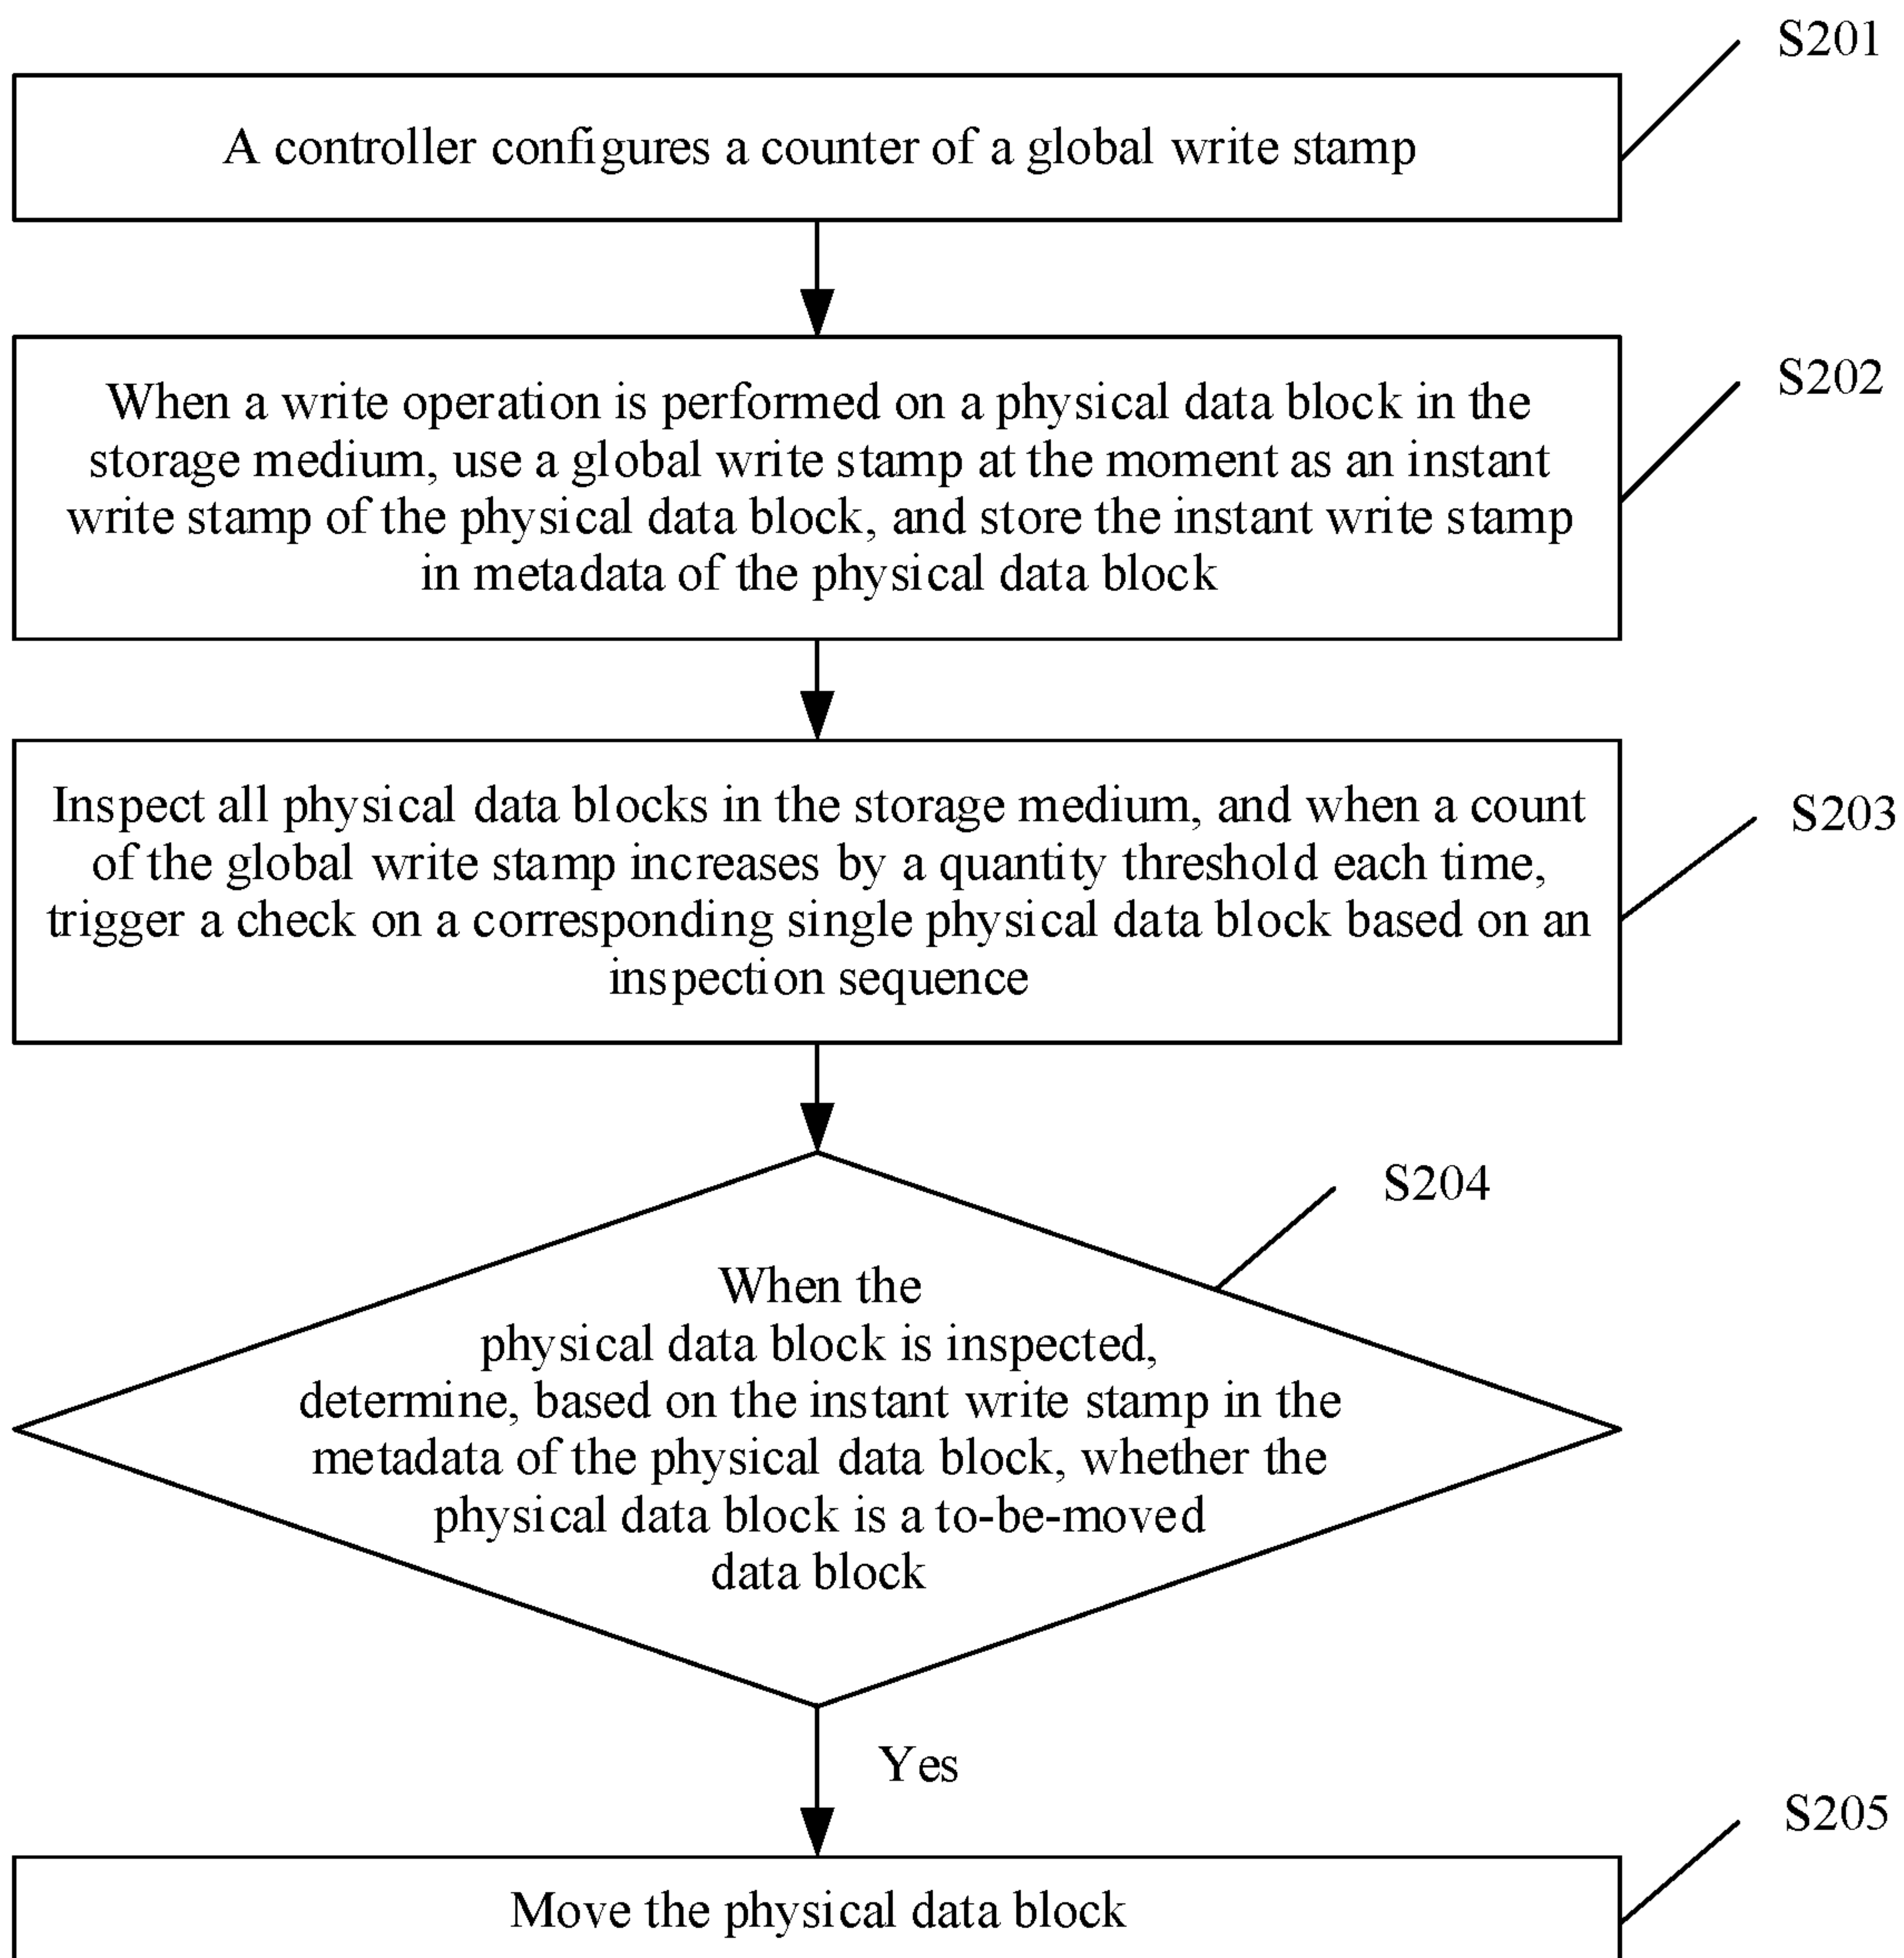 S201
A controller configures a counter of a global write stamp
S202
When a write operation is performed on a physical data block in the
storage medium, use a global write stamp at the moment as an instant
write stamp of the physical data block, and store the instant write stamp
in metadata of the physical data block
S203
Inspect all physical data blocks in the storage medium, and when a count
of the global write stamp increases by a quantity threshold each time,
trigger a check on a corresponding single physical data block based on an
inspection sequence
S204
When the
physical data block is inspected,
determine, based on the instant write stamp in the
metadata of the physical data block, whether the
physical data block is a to-be-moved
data block
Yes
S205
Move the physical data block